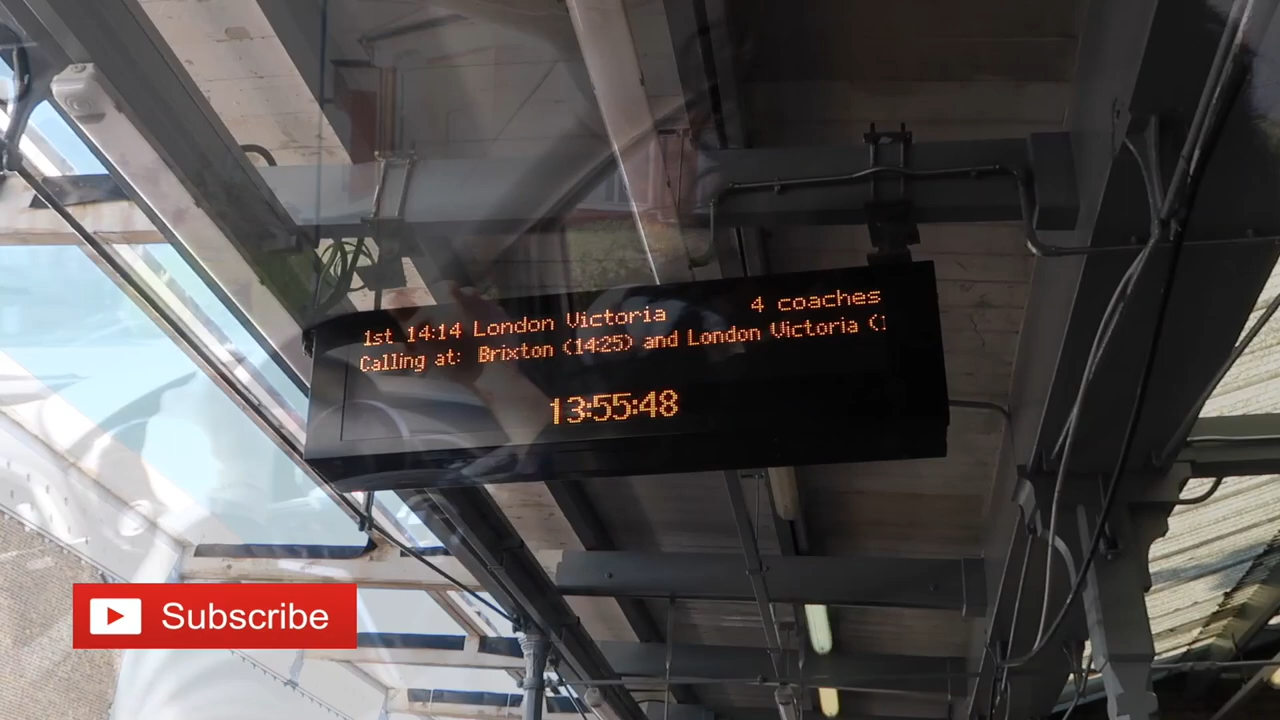 1st 14:14 London Victoria 4 coaches
Calling at: Brixton (14:25) and London Victoria (1
13:55:48
Subscribe